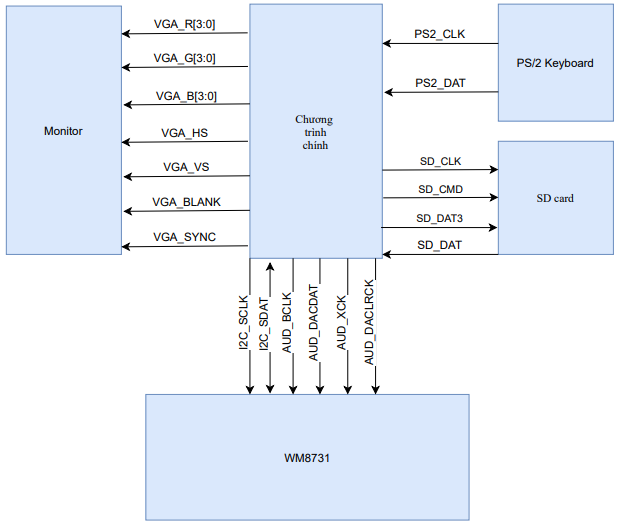 VGA_R[3:0]
VGA_G[3:0]
VGA_B[3:0]
VGA_HS
VGA_VS
VGA_BLANK
VGA_SYNC
Monitor
Chương
trình
chính
PS2_CLK
PS2_DAT
PS/2 Keyboard
SD_CLK
SD_CMD
SD_DAT3
SD_DAT
SD card
I2C_SCLK
I2C_SDAT
AUD_BCLK
AUD_DACDAT
AUD_XCK
AUD_DACLRCK
WM8731